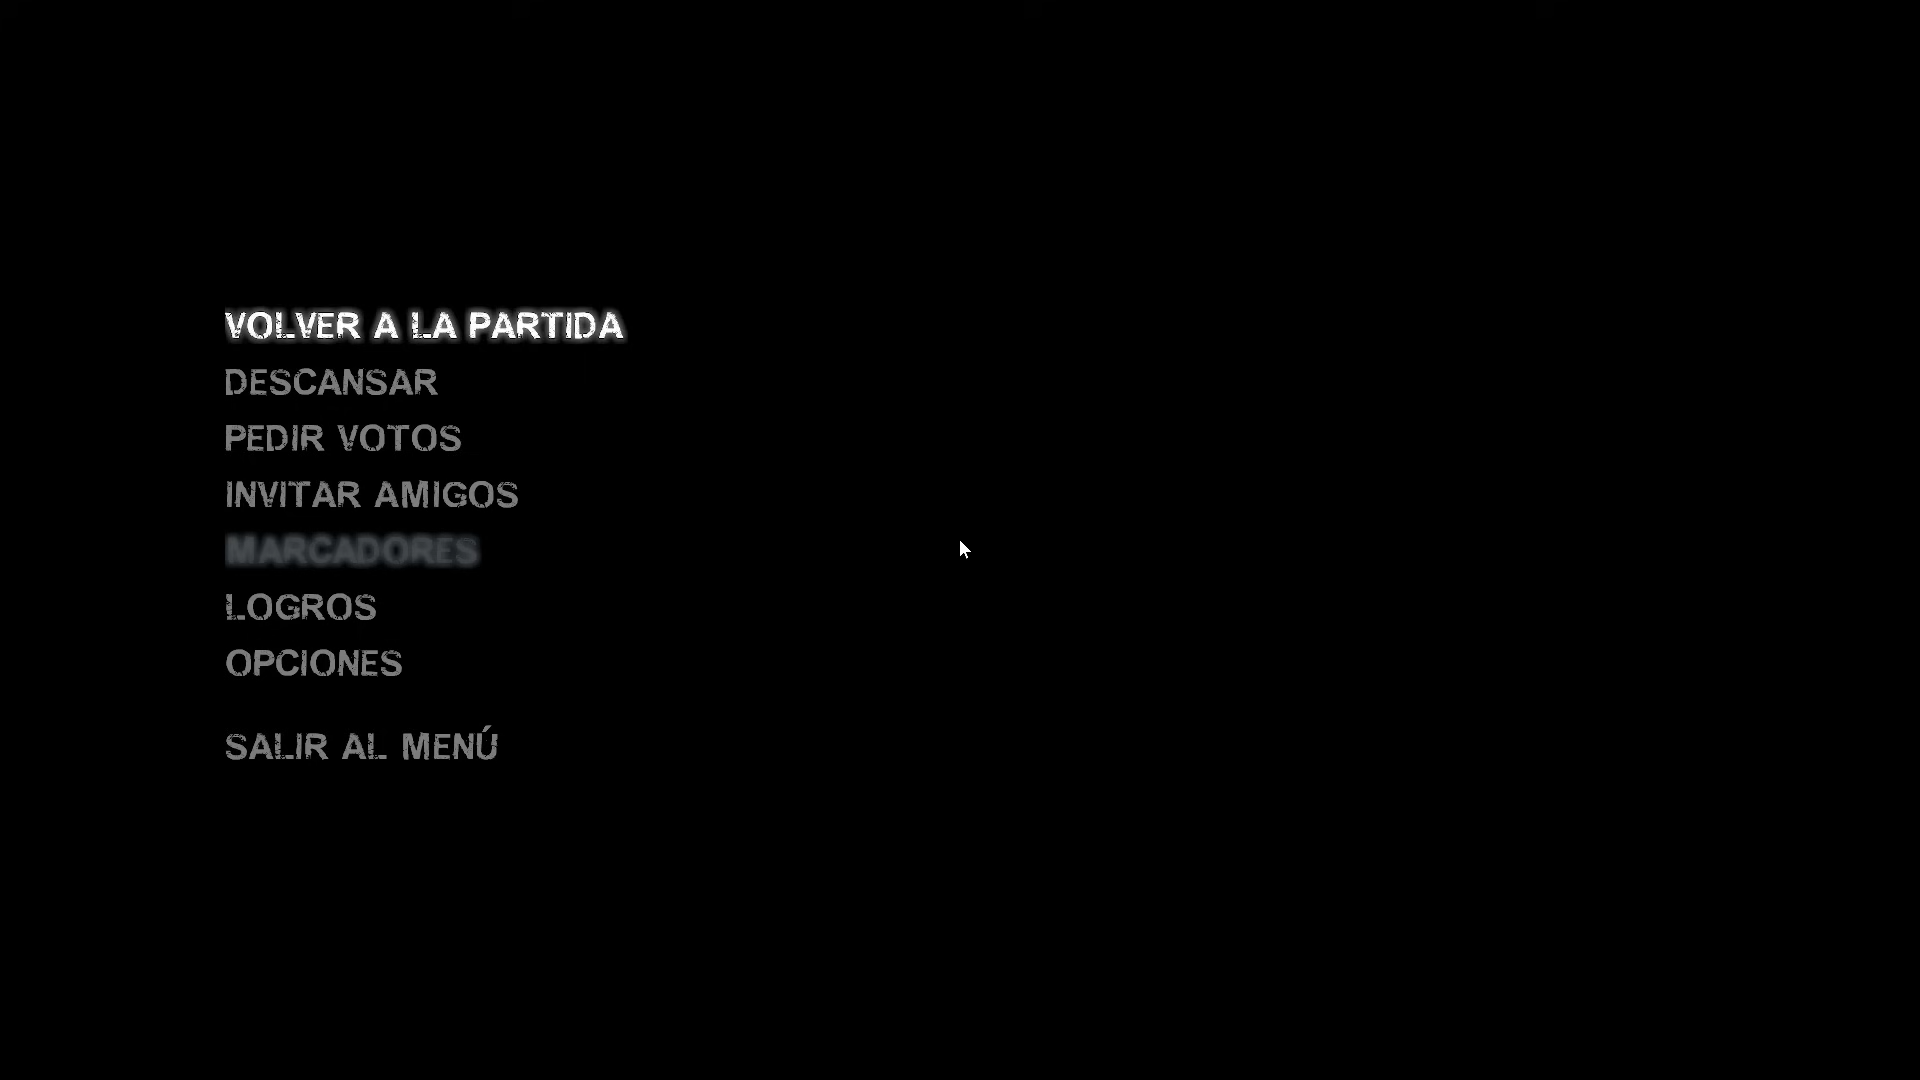 VOLVER A LA PARTIDA
DESCANSAR
PEDIR VOTOS
INVITAR AMIGOS
MARCADORES
LOGROS
OPCIONES
SALIR AL MENÚ